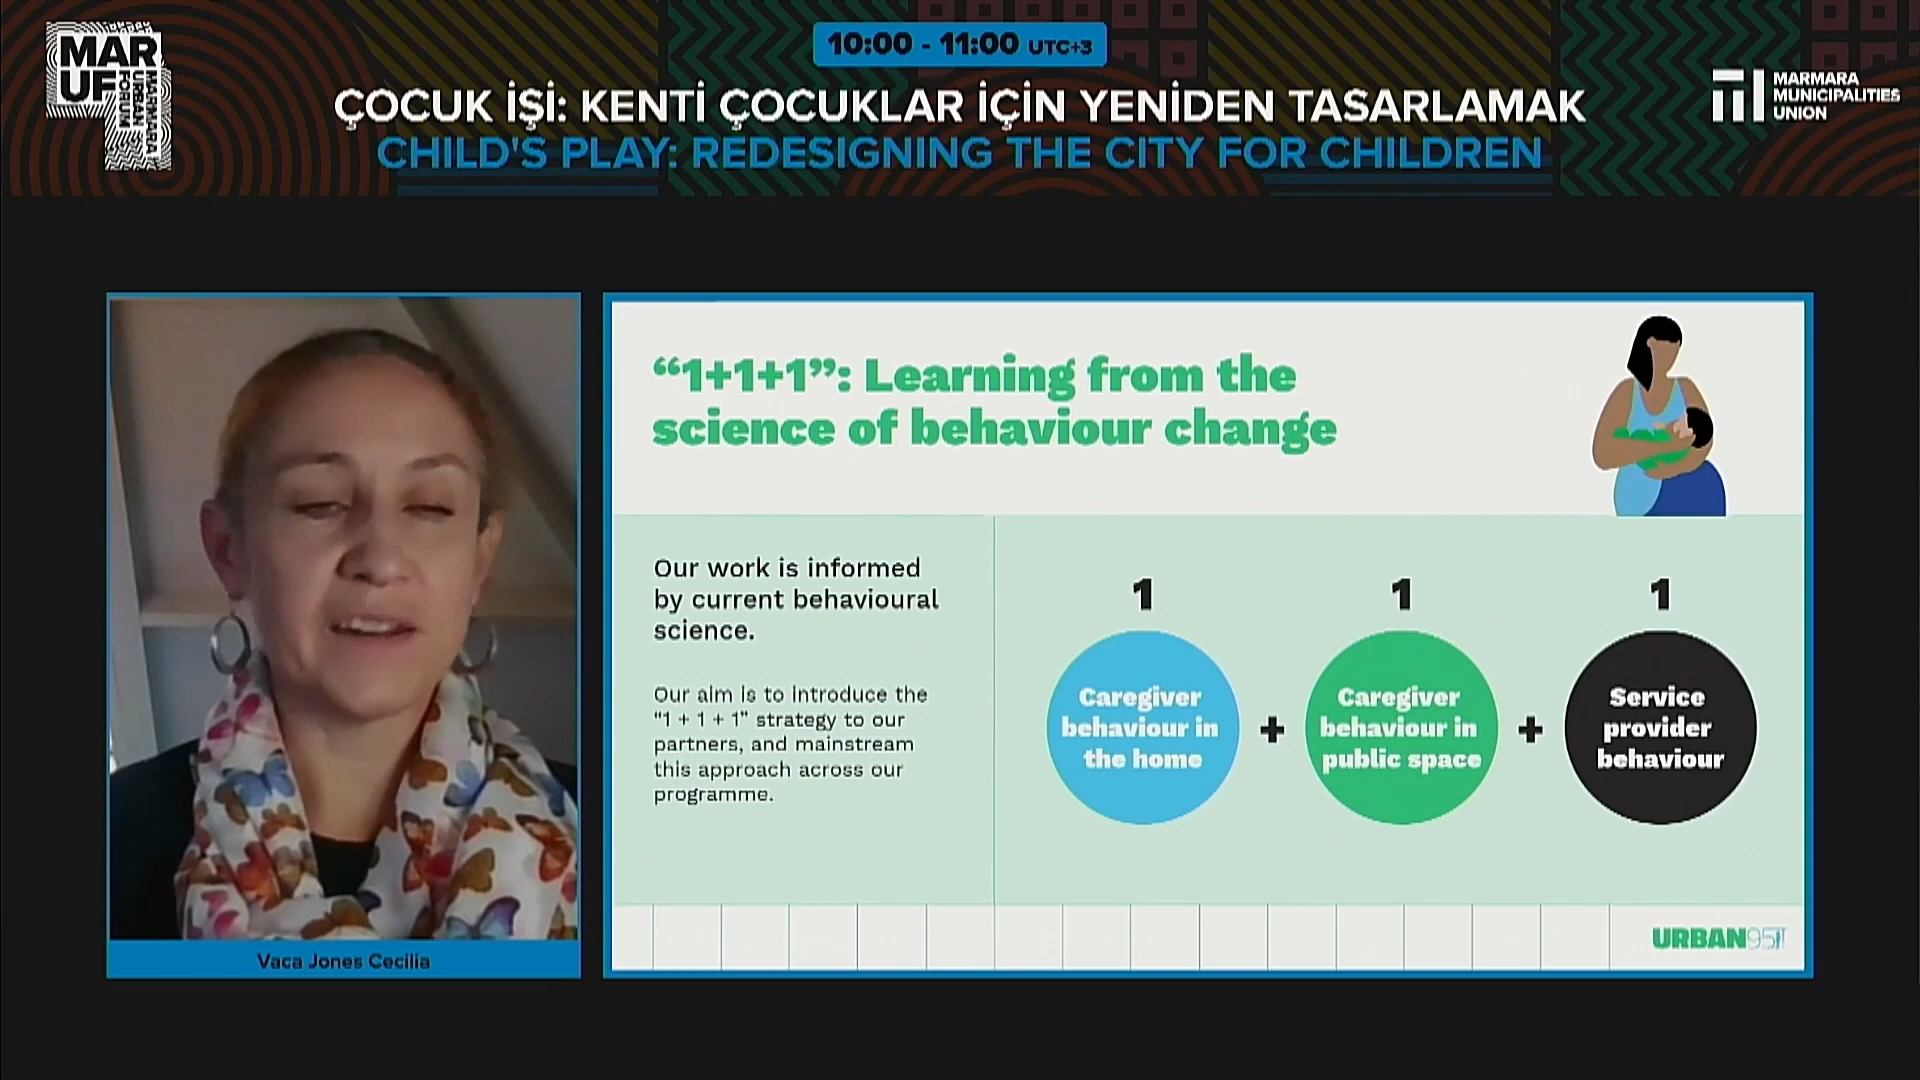 MAR
UF
MARMARA
URBAN
FORUM
10:00 - 11:00 UTC+3
ÇOCUK İŞİ: KENTİ ÇOCUKLAR İÇİN YENİDEN TASARLAMAK
CHILD'S PLAY: REDESIGNING THE CITY FOR CHILDREN
MARMARA
MUNICIPALITIES
UNION
Vaca Jones Cecilia
“1+1+1”: Learning from the
science of behaviour change
Our work is informed
by current behavioural
science.
Our aim is to introduce the
“1 + 1 + 1” strategy to our
partners, and mainstream
this approach across our
programme.
1
Caregiver
behaviour in
the home
+
1
Caregiver
behaviour in
public space
+
1
Service
provider
behaviour
URBAN95